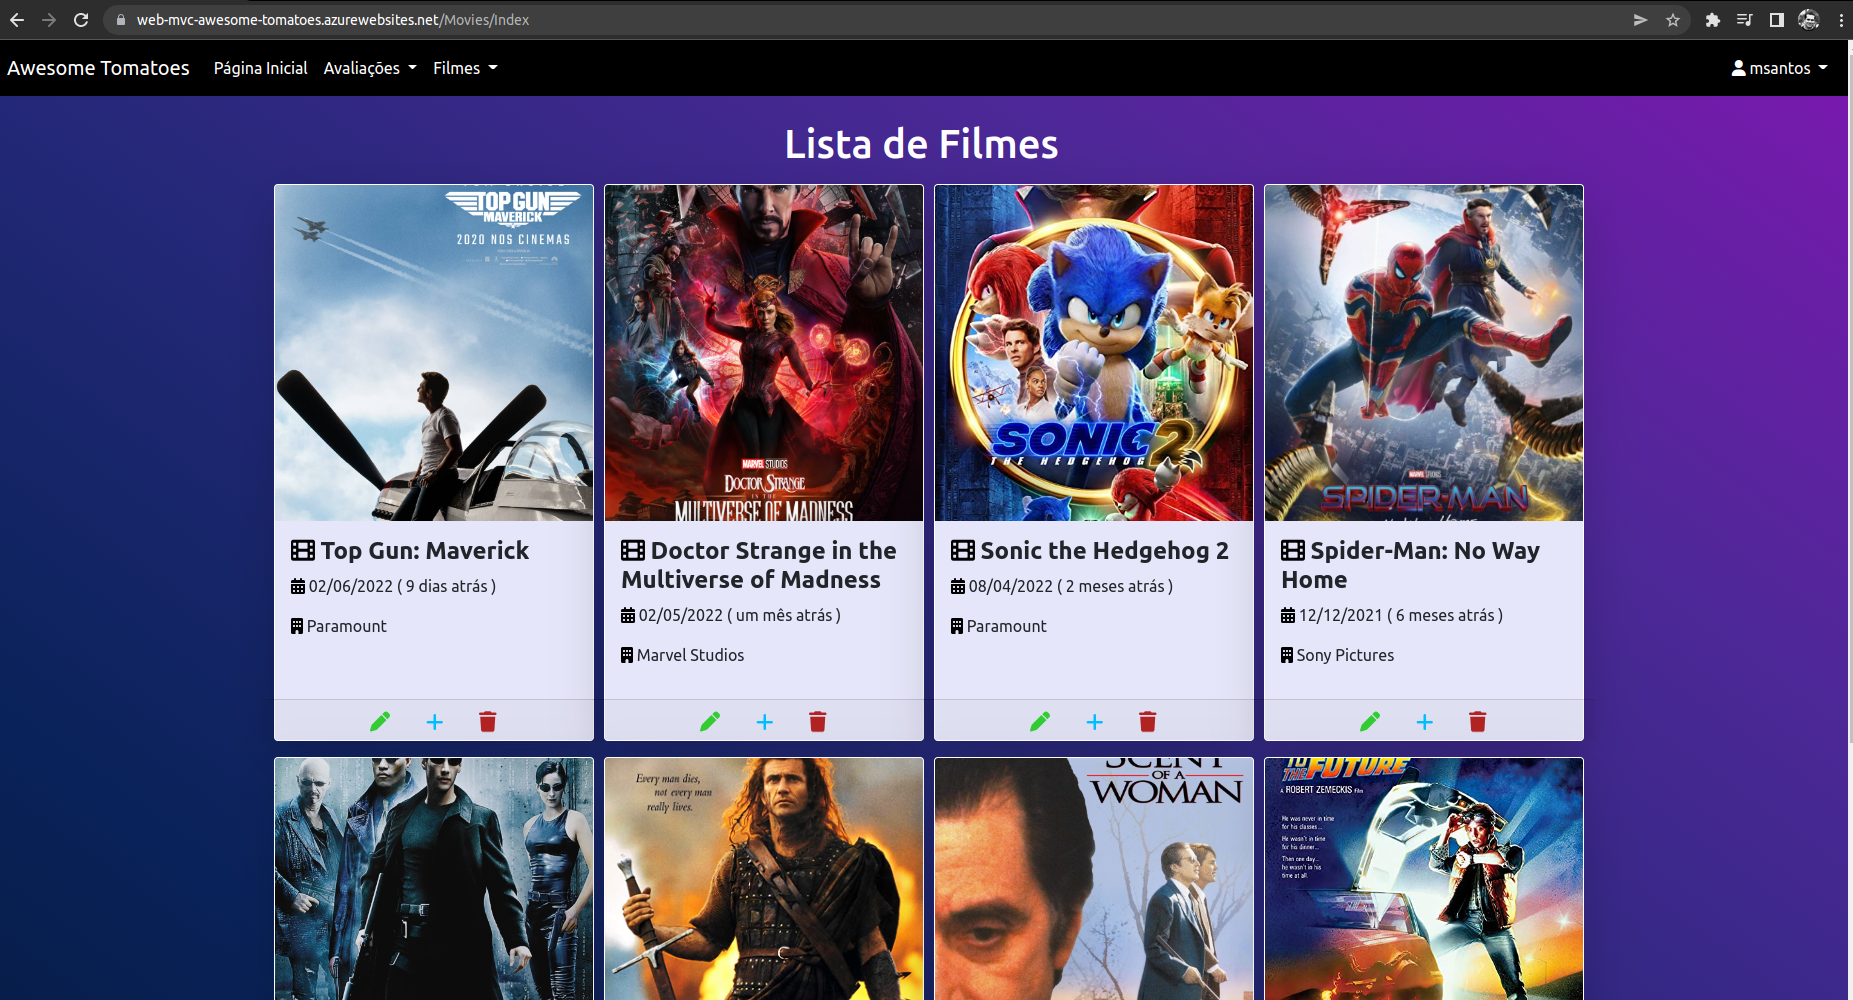 web-mvc-awesome-tomatoes.azurewebsites.net/Movies/Index
Awesome Tomatoes
Página Inicial
Avaliações
Filmes
msantos
Lista de Filmes
TOP GUN
MAVERICK
2020 NOS CINEMAS
MARVEL STUDIOS
DOCTOR STRANGE
IN THE
MULTIVERSE OF MADNESS
SONIC 2
THE HEDGEHOG
MARVEL STUDIOS
SPIDER-MAN
Top Gun: Maverick
02/06/2022 ( 9 dias atrás )
Paramount
Doctor Strange in the
Multiverse of Madness
02/05/2022 ( um mês atrás )
Marvel Studios
Sonic the Hedgehog 2
08/04/2022 ( 2 meses atrás )
Paramount
Spider-Man: No Way
Home
12/12/2021 ( 6 meses atrás )
Sony Pictures
Every man dies,
not every man
really lives.
SCENT
OF A
WOMAN
TO
THE FUTURE
A ROBERT ZEMECKIS Film
He was never in time
for his classes...
He wasn't in time
for his dinner...
Then one day...
he wasn't in his
time at all.